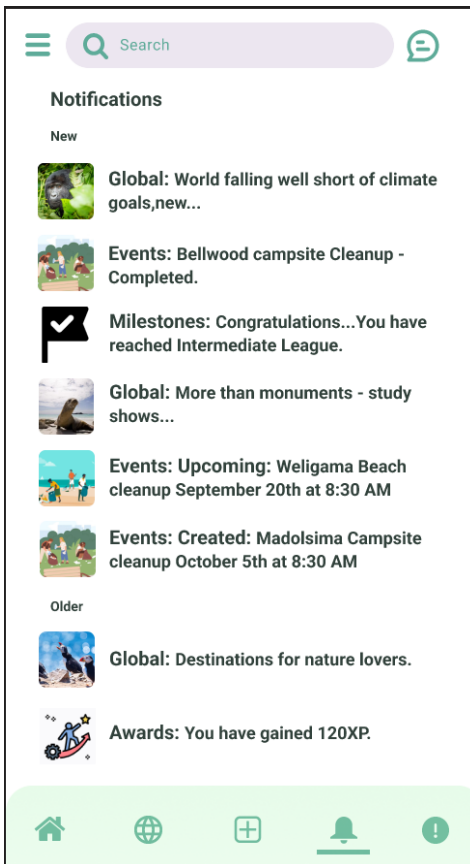 Search
Notifications
New
Global: World falling well short of climate
goals,new...
Events: Bellwood campsite Cleanup -
Completed.
Milestones: Congratulations...You have
reached Intermediate League.
Global: More than monuments - study
shows...
Events: Upcoming: Weligama Beach
cleanup September 20th at 8:30 AM
Events: Created: Madolsima Campsite
cleanup October 5th at 8:30 AM
Older
Global: Destinations for nature lovers.
Awards: You have gained 120XP.